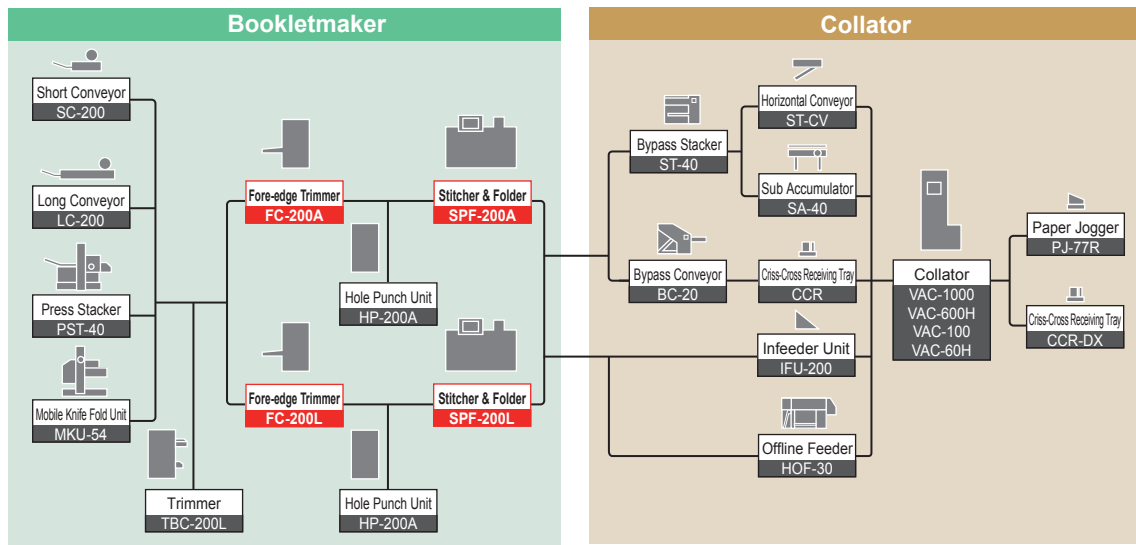 Bookletmaker
Short Conveyor
SC-200
Long Conveyor
LC-200
Press Stacker
PST-40
Mobile Knife Fold Unit
MKU-54
Trimmer
TBC-200L
Fore-edge Trimmer
FC-200A
Hole Punch Unit
HP-200A
Fore-edge Trimmer
FC-200L
Hole Punch Unit
HP-200A
Stitcher & Folder
SPF-200A
Stitcher & Folder
SPF-200L
Collator
Bypass Stacker
ST-40
Bypass Conveyor
BC-20
Horizontal Conveyor
ST-CV
Sub Accumulator
SA-40
Criss-Cross Receiving Tray
CCR
Infeeder Unit
IFU-200
Offline Feeder
HOF-30
Collator
VAC-1000
VAC-600H
VAC-100
VAC-60H
Paper Jogger
PJ-77R
Criss-Cross Receiving Tray
CCR-DX